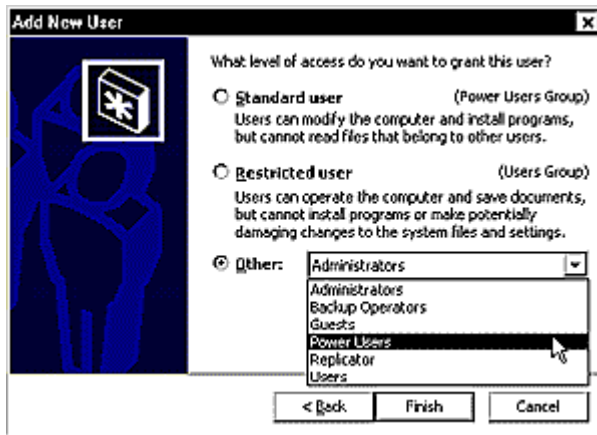 Add New User
What level of access do you want to grant this user?
Standard user (Power Users Group)
Users can modify the computer and install programs,
but cannot read files that belong to other users.
Restricted user (Users Group)
Users can operate the computer and save documents,
but cannot install programs or make potentially
damaging changes to the system files and settings.
Other: Administrators
Administrators
Backup Operators
Guests
Power Users
Replicator
Users
< Back Finish Cancel